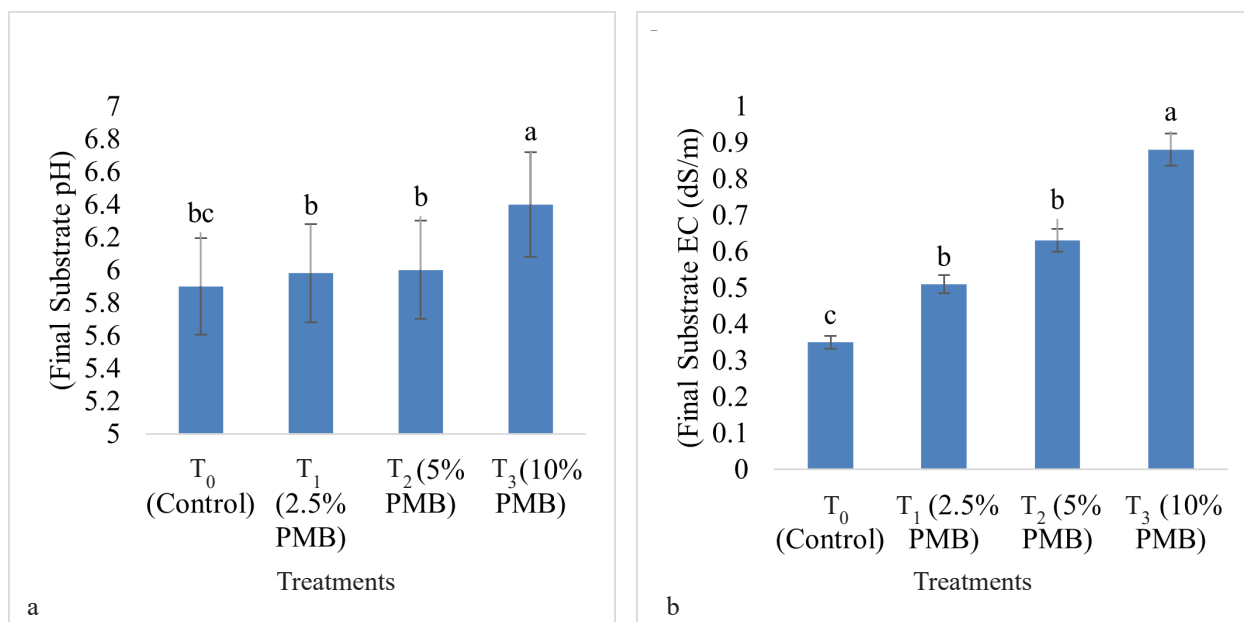 (Final Substrate pH)
7
6.8
6.6
6.4
6.2
6
5.8
5.6
5.4
5.2
5
bc
b
b
a
T₀ (Control)
T₁ (2.5% PMB)
T₂ (5% PMB)
T₃ (10% PMB)
Treatments
a
(Final Substrate EC (dS/m)
1
0.9
0.8
0.7
0.6
0.5
0.4
0.3
0.2
0.1
0
c
b
b
a
T₀ (Control)
T₁ (2.5% PMB)
T₂ (5% PMB)
T₃ (10% PMB)
Treatments
b